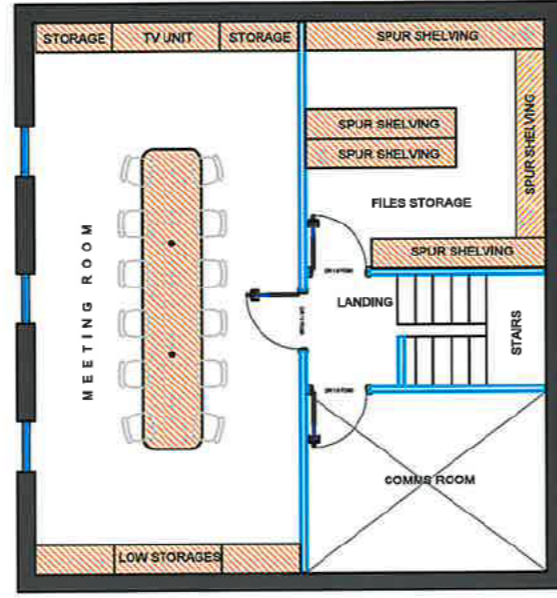 STORAGE
TV UNIT
STORAGE
SPUR SHELVING
SPUR SHELVING
SPUR SHELVING
SPUR SHELVING
FILES STORAGE
SPUR SHELVING
MEETING ROOM
LANDING
STAIRS
COMMS ROOM
LOW STORAGES